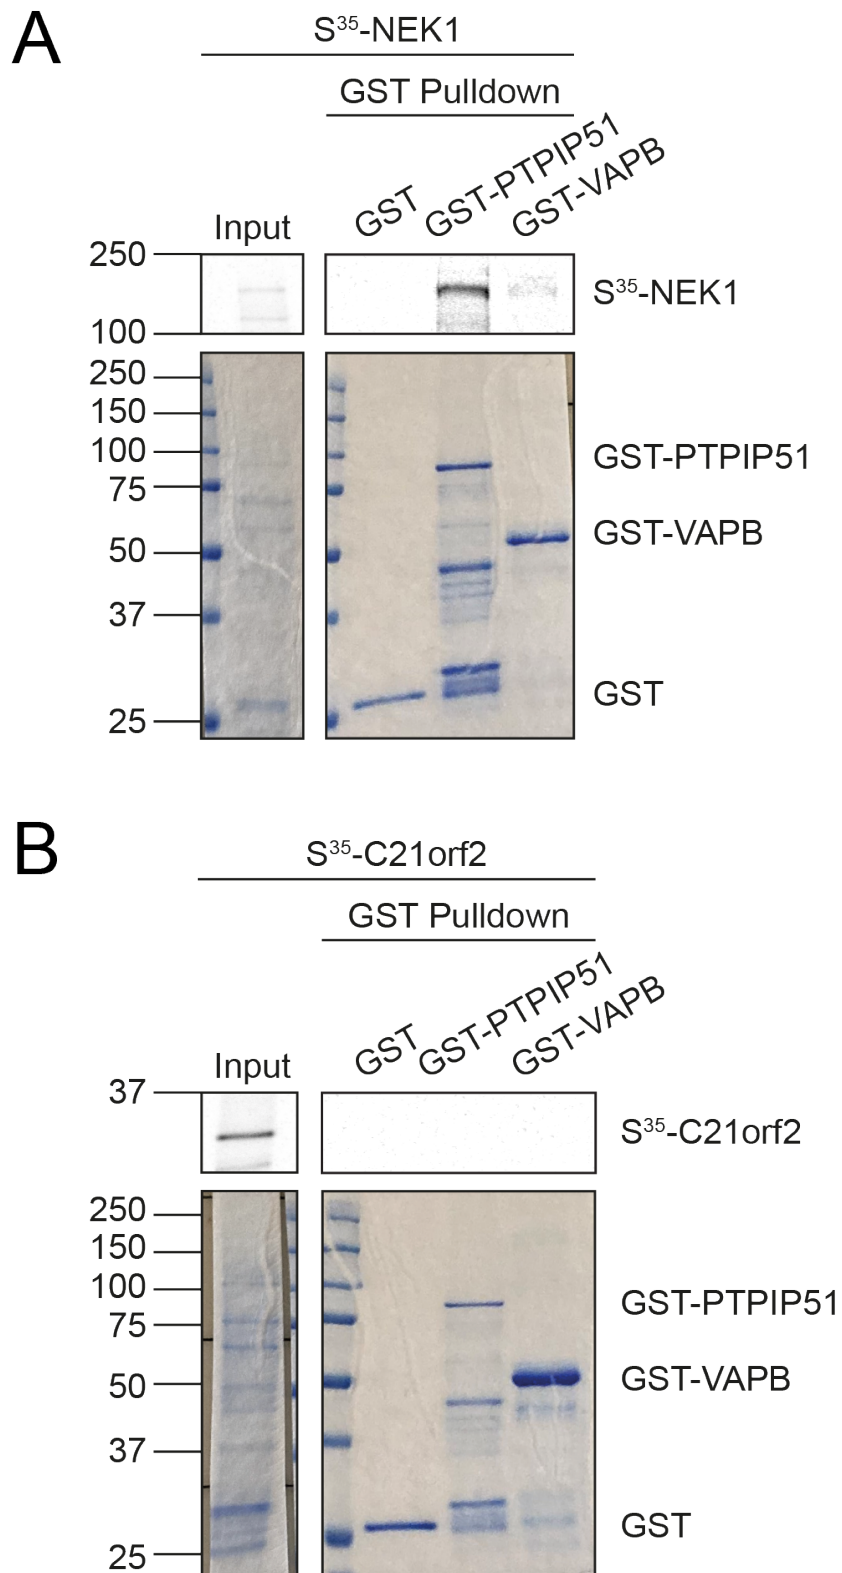 A
S³⁵-NEK1
GST Pulldown
Input GST GST-PTPIP51 GST-VAPB
250
S³⁵-NEK1
100
250
150
100 GST-PTPIP51
75
GST-VAPB
50
37
GST
25
B
S³⁵-C21orf2
GST Pulldown
Input GST GST-PTPIP51 GST-VAPB
37
S³⁵-C21orf2
250
150
100 GST-PTPIP51
75
50 GST-VAPB
37
GST
25